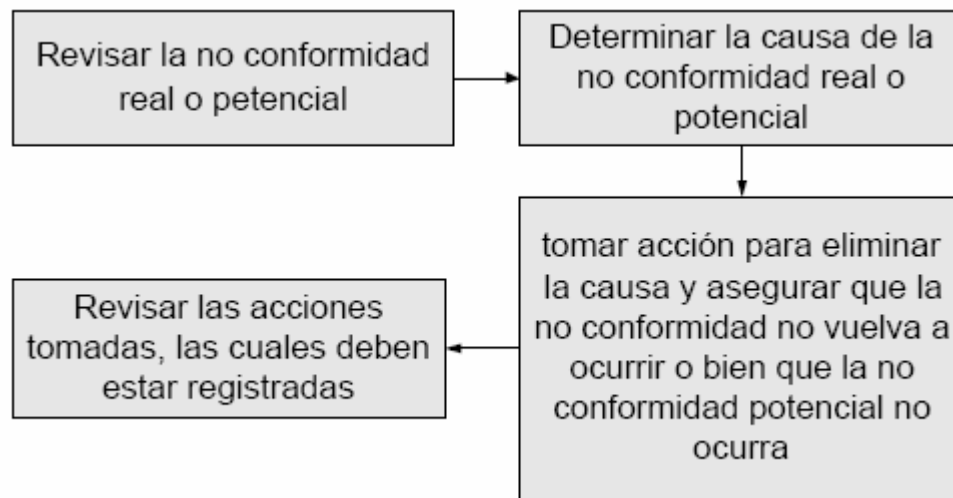 Revisar la no conformidad
real o petencial
Determinar la causa de la
no conformidad real o
potencial
tomar acción para eliminar
la causa y asegurar que la
no conformidad no vuelva a
ocurrir o bien que la no
conformidad potencial no
ocurra
Revisar las acciones
tomadas, las cuales deben
estar registradas